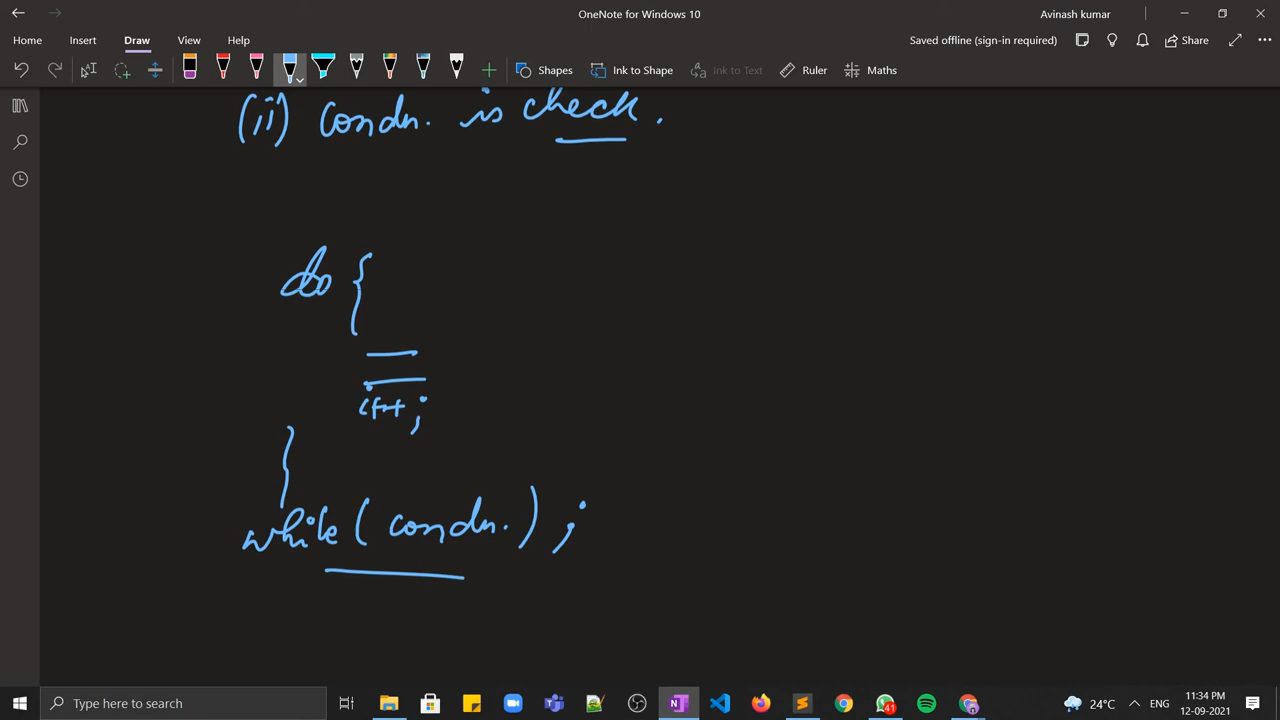 OneNote for Windows 10
Avinash kumar
Home Insert Draw View Help
Saved offline (sign-in required)
Share
Shapes
Ink to Shape
Ink to Text
Ruler
Maths
(ii) condn. is check.
do {
i++;
}
while ( condn. ) ;
Type here to search
N
41
24°C
ENG
11:34 PM
12-09-2021